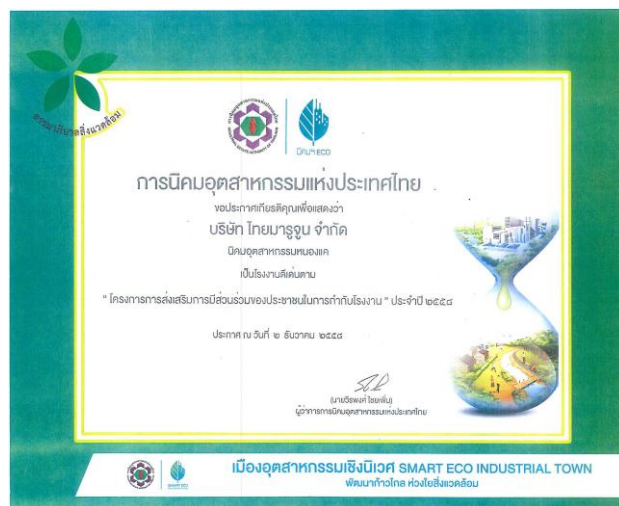 ธรรมาภิบาลสิ่งแวดล้อม
นิคมฯ ECO
การนิคมอุตสาหกรรมแห่งประเทศไทย
ขอประกาศเกียรติคุณเพื่อแสดงว่า
บริษัท ไทยมารูจูน จำกัด
นิคมอุตสาหกรรมหนองแค
เป็นโรงงานดีเด่นตาม
" โครงการการส่งเสริมการมีส่วนร่วมของประชาชนในการกำกับโรงงาน " ประจำปี ๒๕๕๘
ประกาศ ณ วันที่ ๒ ธันวาคม ๒๕๕๘
(นายวีรพงศ์ ไชยเพิ่ม)
ผู้ว่าการการนิคมอุตสาหกรรมแห่งประเทศไทย
เมืองอุตสาหกรรมเชิงนิเวศ SMART ECO INDUSTRIAL TOWN
พัฒนาก้าวไกล ห่วงใยสิ่งแวดล้อม